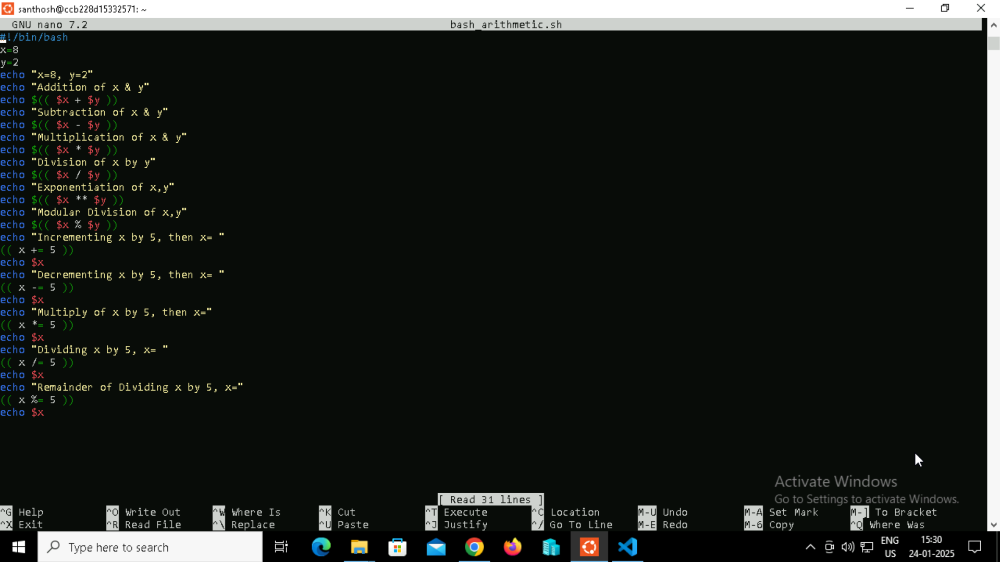 santhosh@ccb228d15332571: ~
GNU nano 7.2 bash_arithmetic.sh
#!/bin/bash
x=8
y=2
echo "x=8, y=2"
echo "Addition of x & y"
echo $(( $x + $y ))
echo "Subtraction of x & y"
echo $(( $x - $y ))
echo "Multiplication of x & y"
echo $(( $x * $y ))
echo "Division of x by y"
echo $(( $x / $y ))
echo "Exponentiation of x,y"
echo $(( $x ** $y ))
echo "Modular Division of x,y"
echo $(( $x % $y ))
echo "Incrementing x by 5, then x= "
(( x += 5 ))
echo $x
echo "Decrementing x by 5, then x= "
(( x -= 5 ))
echo $x
echo "Multiply of x by 5, then x="
(( x *= 5 ))
echo $x
echo "Dividing x by 5, x= "
(( x /= 5 ))
echo $x
echo "Remainder of Dividing x by 5, x="
(( x %= 5 ))
echo $x
Activate Windows
Go to Settings to activate Windows.
[ Read 31 lines ]
^G Help ^O Write Out ^W Where Is ^K Cut ^T Execute ^C Location M-U Undo M-A Set Mark M-] To Bracket
^X Exit ^R Read File ^\ Replace ^U Paste ^J Justify ^/ Go To Line M-E Redo M-6 Copy ^Q Where Was
Type here to search
ENG
US
15:30
24-01-2025